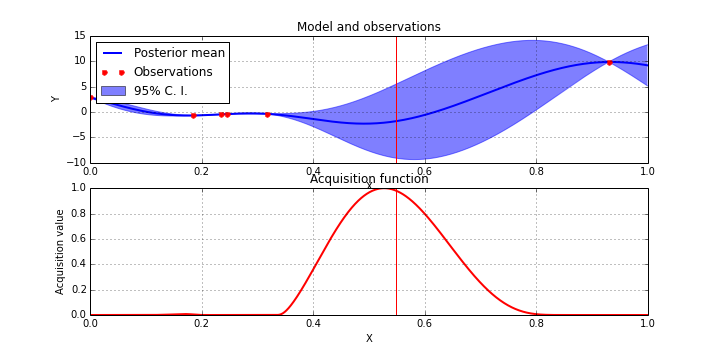 Model and observations
15
10
5
0
−5
−10
Y
Posterior mean
Observations
95% C. I.
0.0 0.2 0.4 0.6 0.8 1.0
X
Acquisition function
1.0
0.8
0.6
0.4
0.2
0.0
Acquisition value
0.0 0.2 0.4 0.6 0.8 1.0
X